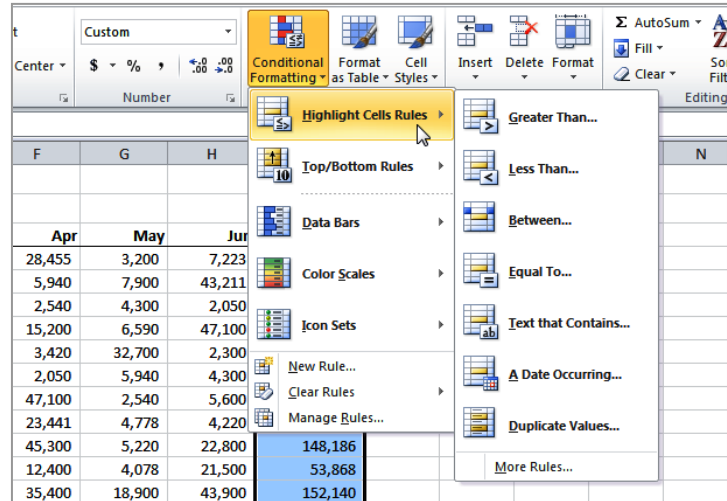 t
Custom
Σ AutoSum
Center
$ % ,
.00 .00
Conditional Formatting
Format as Table
Cell Styles
Insert
Delete
Format
Fill
Clear
Number
Editing
Highlight Cells Rules
Top/Bottom Rules
Data Bars
Color Scales
Icon Sets
New Rule...
Clear Rules
Manage Rules...
Greater Than...
Less Than...
Between...
Equal To...
Text that Contains...
A Date Occurring...
Duplicate Values...
More Rules...
F G H N
Apr May Jun
28,455 3,200 7,223
5,940 7,900 43,211
2,540 4,300 2,050
15,200 6,590 47,100
3,420 32,700 2,300
2,050 5,940 4,300
47,100 2,540 5,600
23,441 4,778 4,220
45,300 5,220 22,800 148,186
12,400 4,078 21,500 53,868
35,400 18,900 43,900 152,140